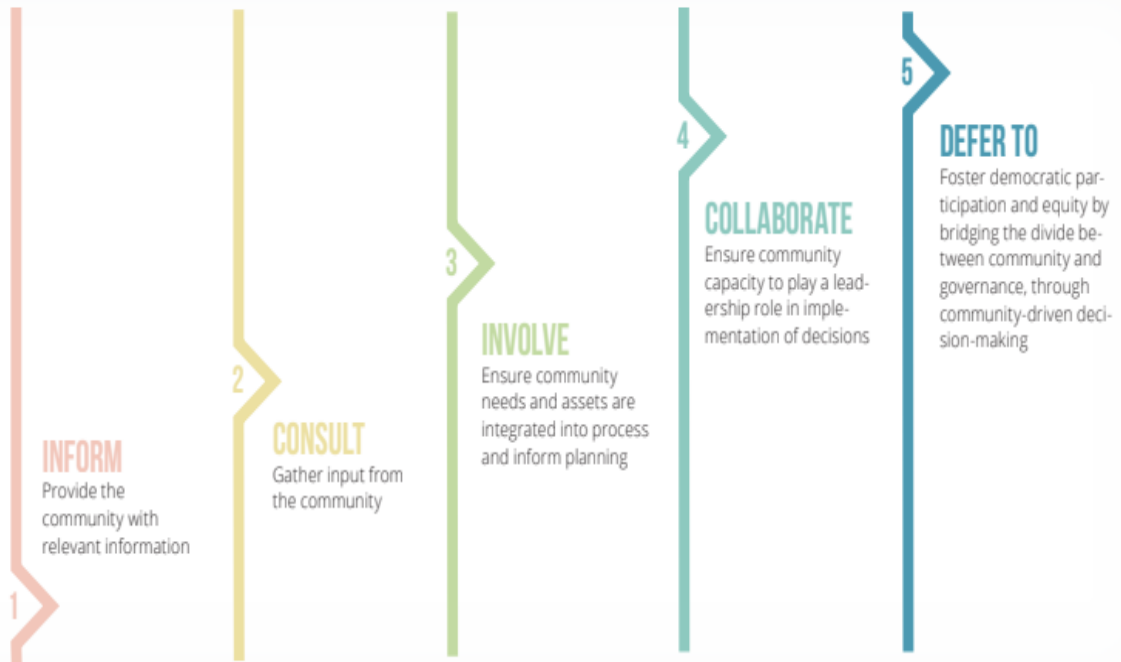 1
INFORM
Provide the
community with
relevant information
2
CONSULT
Gather input from
the community
3
INVOLVE
Ensure community
needs and assets are
integrated into process
and inform planning
4
COLLABORATE
Ensure community
capacity to play a lead-
ership role in imple-
mentation of decisions
5
DEFER TO
Foster democratic par-
ticipation and equity by
bridging the divide be-
tween community and
governance, through
community-driven deci-
sion-making